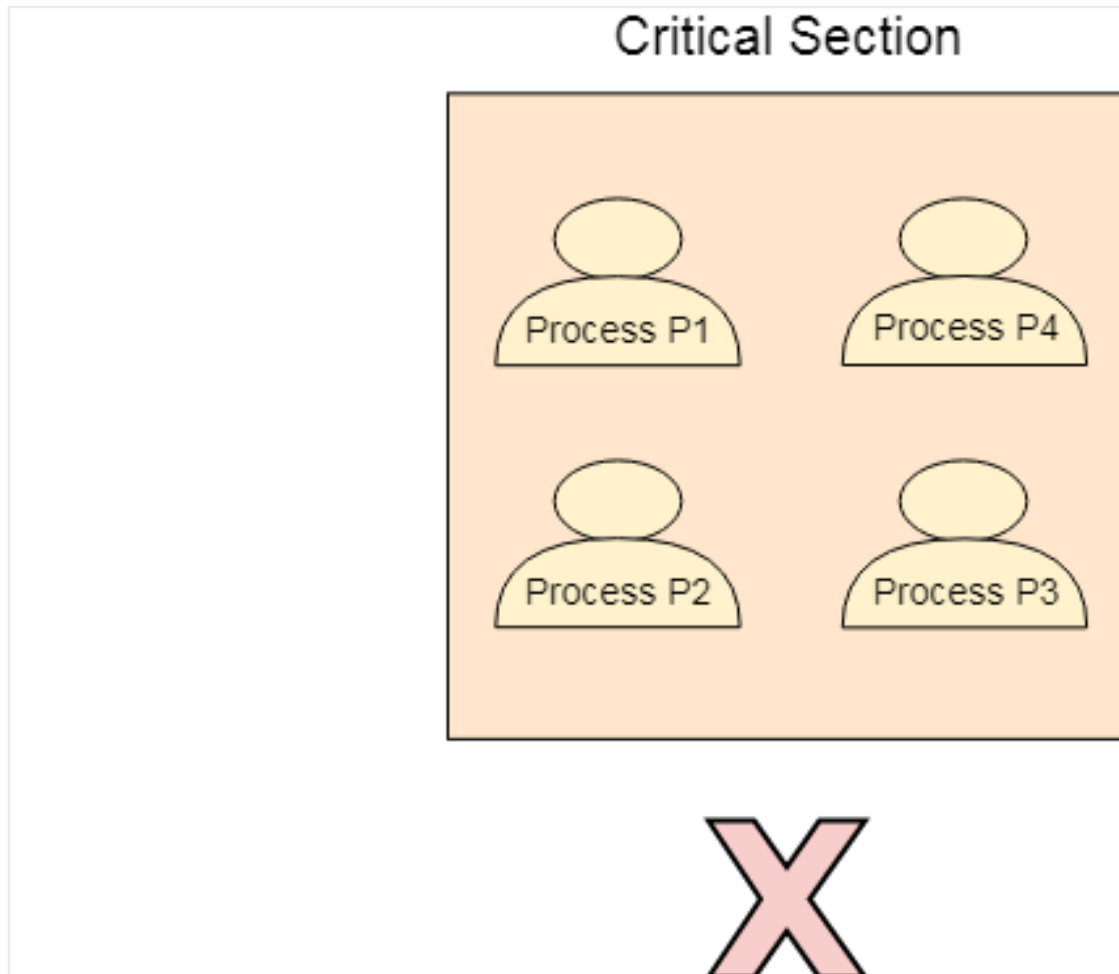 Critical Section
Process P1
Process P4
Process P2
Process P3